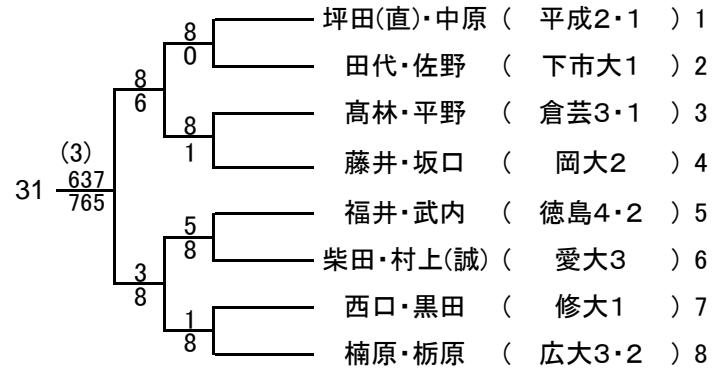 坪田(直)・中原 ( 平成2・1 ) 1
8
0
田代・佐野 ( 下市大1 ) 2
8
6
髙林・平野 ( 倉芸3・1 ) 3
8
1
藤井・坂口 ( 岡大2 ) 4
(3)
31 637
765
福井・武内 ( 徳島4・2 ) 5
5
8
柴田・村上(誠) ( 愛大3 ) 6
3
8
西口・黒田 ( 修大1 ) 7
1
8
楠原・栃原 ( 広大3・2 ) 8